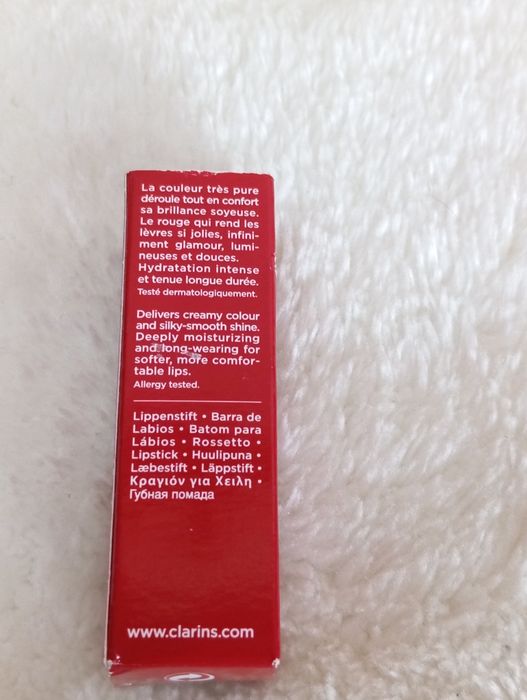 La couleur très pure
déroule tout en confort
sa brillance soyeuse.
Le rouge qui rend les
lèvres si jolies, infini-
ment glamour, lumi-
neuses et douces.
Hydratation intense
et tenue longue durée.
Testé dermatologiquement.
Delivers creamy colour
and silky-smooth shine.
Deeply moisturizing
and long-wearing for
softer, more comfor-
table lips.
Allergy tested.
Lippenstift • Barra de
Labios • Batom para
Lábios • Rossetto •
Lipstick • Huulipuna •
Læbestift • Läppstift •
Κραγιόν για Χείλη •
Губная помада
www.clarins.com